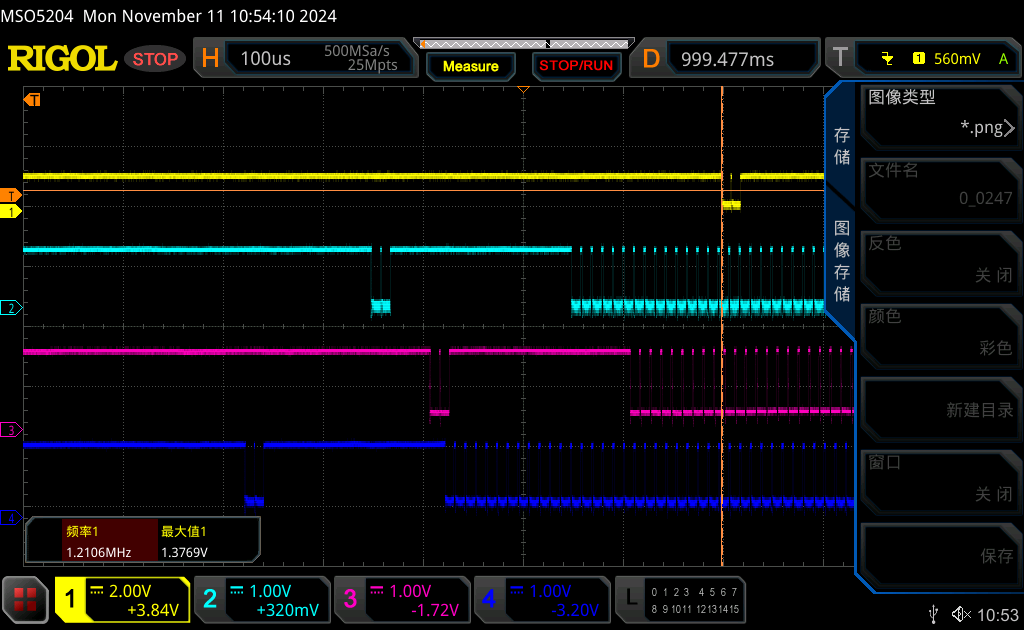 MSO5204 Mon November 11 10:54:10 2024
RIGOL STOP H 100us 500MSa/s 25Mpts Measure STOP/RUN D 999.477ms T 1 560mV A
T
T
1
2
3
4
存储
图像存储
图像类型
*.png
文件名
0_0247
反色
关闭
颜色
彩色
新建目录
窗口
关闭
保存
频率1 最大值1
1.2106MHz 1.3769V
1 2.00V +3.84V
2 1.00V +320mV
3 1.00V -1.72V
4 1.00V -3.20V
L 0 1 2 3 4 5 6 7
8 9 10 11 12 13 14 15
10:53